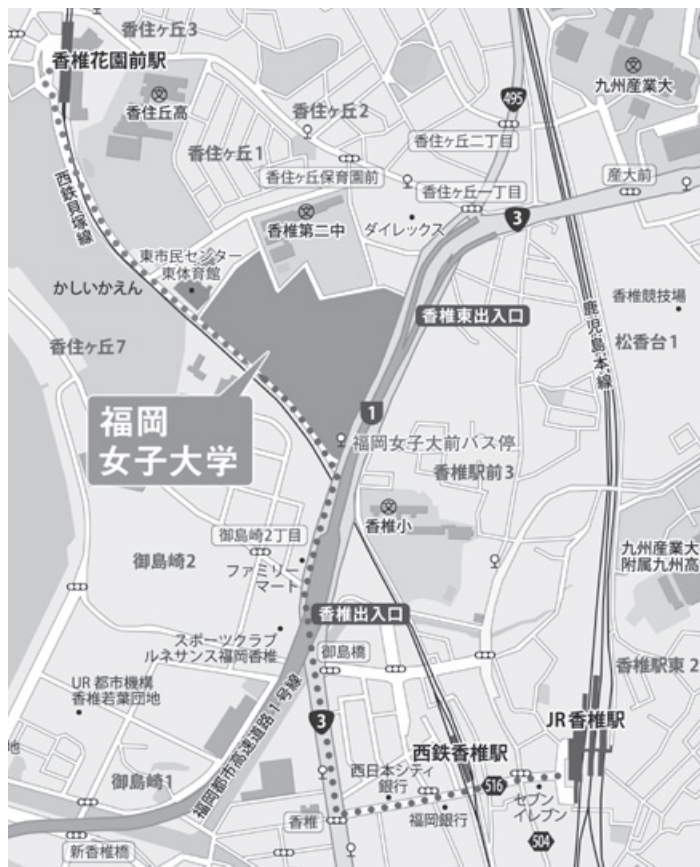 香住ヶ丘3
香椎花園前駅
香住丘高
香住ヶ丘2
495
九州産業大
香住ヶ丘二丁目
香住ヶ丘1
香住ヶ丘保育園前
香住ヶ丘一丁目
産大前
3
西鉄貝塚線
香椎第二中
ダイレックス
東市民センター
東体育館
かしいかえん
香椎競技場
香椎東出入口
鹿児島本線
松香台1
香住ヶ丘7
1
福岡
女子大学
福岡女子大前バス停
香椎駅前3
香椎小
御島崎2丁目
御島崎2
ファミリー
マート
九州産業大
附属九州高
香椎出入口
スポーツクラブ
ルネサンス福岡香椎
御島橋
香椎駅東2
UR都市機構
香椎若葉団地
福岡都市高速道路1号線
3
JR香椎駅
西鉄香椎駅
地
御島崎1
西日本シティ
銀行
516
セブン
イレブン
香椎
福岡銀行
504
新香椎橋